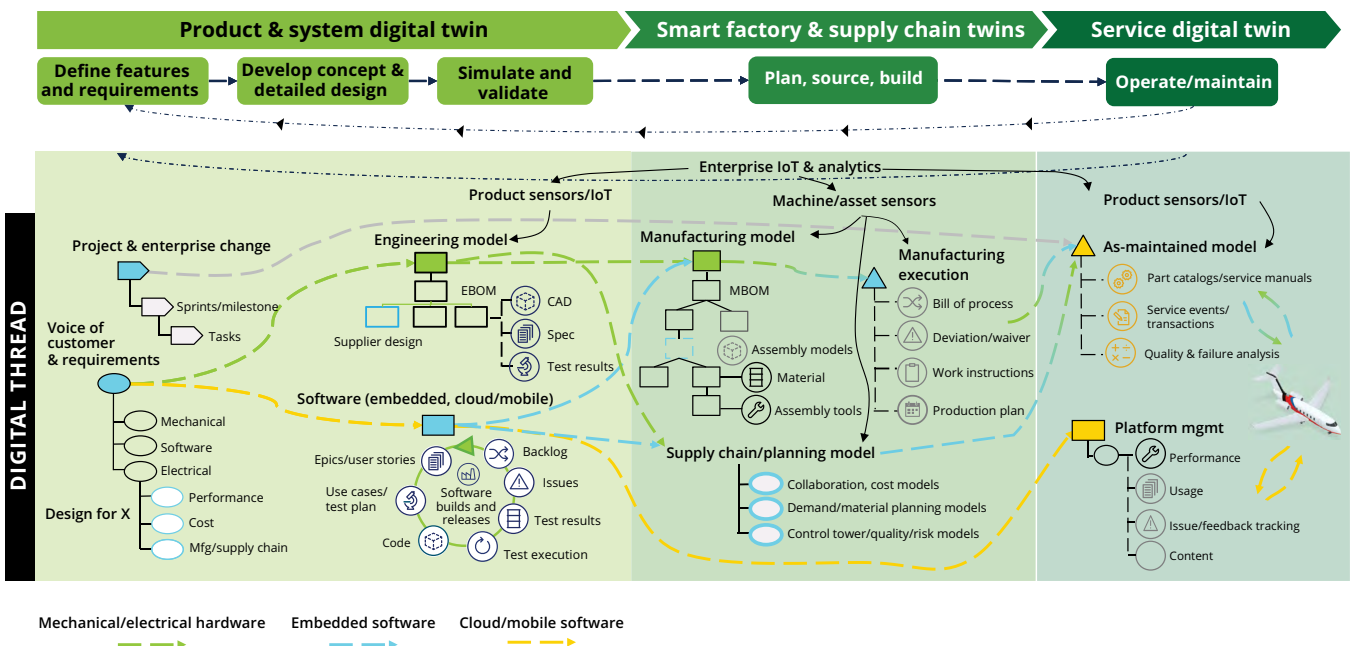 Product & system digital twin
Smart factory & supply chain twins
Service digital twin
Define features
and requirements
Develop concept &
detailed design
Simulate and
validate
Plan, source, build
Operate/maintain
DIGITAL THREAD
Enterprise IoT & analytics
Product sensors/IoT
Machine/asset sensors
Product sensors/IoT
Project & enterprise change
Sprints/milestone
Tasks
Voice of
customer
& requirements
Mechanical
Software
Electrical
Design for X
Performance
Cost
Mfg/supply chain
Engineering model
EBOM
Supplier design
CAD
Spec
Test results
Software (embedded, cloud/mobile)
Epics/user stories
Use cases/
test plan
Code
Software
builds and
releases
Backlog
Issues
Test results
Test execution
Manufacturing model
MBOM
Assembly models
Material
Assembly tools
Manufacturing
execution
Bill of process
Deviation/waiver
Work instructions
Production plan
Supply chain/planning model
Collaboration, cost models
Demand/material planning models
Control tower/quality/risk models
As-maintained model
Part catalogs/service manuals
Service events/
transactions
Quality & failure analysis
Platform mgmt
Performance
Usage
Issue/feedback tracking
Content
Mechanical/electrical hardware
Embedded software
Cloud/mobile software